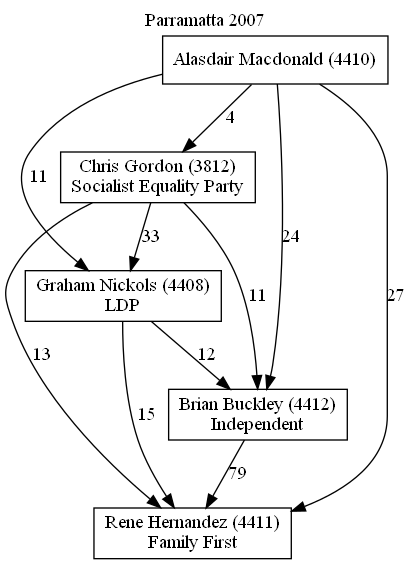 Parramatta 2007
Alasdair Macdonald (4410)
4
Chris Gordon (3812)
Socialist Equality Party
11
33
24
Graham Nickols (4408)
LDP
11
27
13
12
Brian Buckley (4412)
Independent
15
79
Rene Hernandez (4411)
Family First